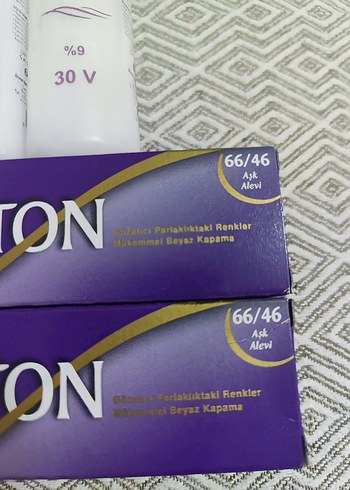 %9
30 V
66/46
Aşk
Alevi
TON
Göz alıcı Parlaklıktaki Renkler
Mükemmel Beyaz Kapama
66/46
Aşk
Alevi
TON
Göz alıcı Parlaklıktaki Renkler
Mükemmel Beyaz Kapama